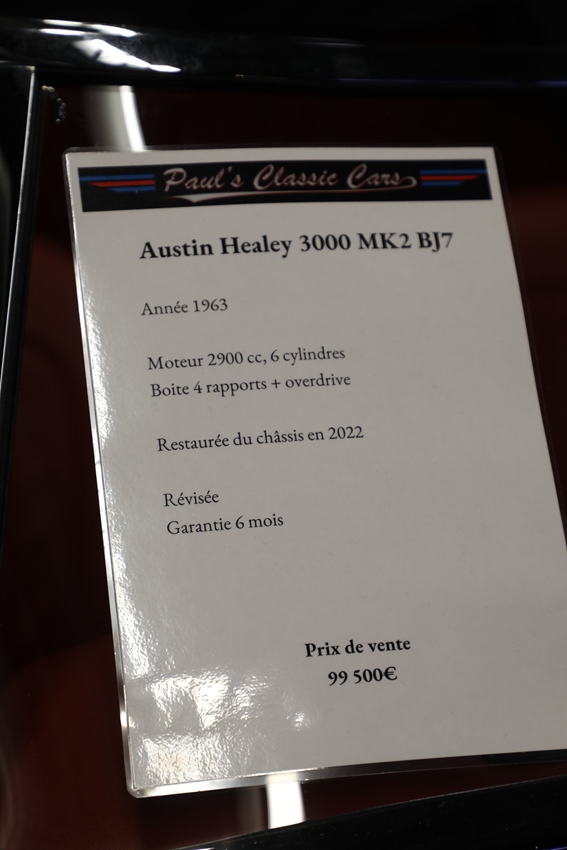 Paul's Classic Cars
Austin Healey 3000 MK2 BJ7
Année 1963
Moteur 2900 cc, 6 cylindres
Boite 4 rapports + overdrive
Restaurée du châssis en 2022
Révisée
Garantie 6 mois
Prix de vente
99 500€